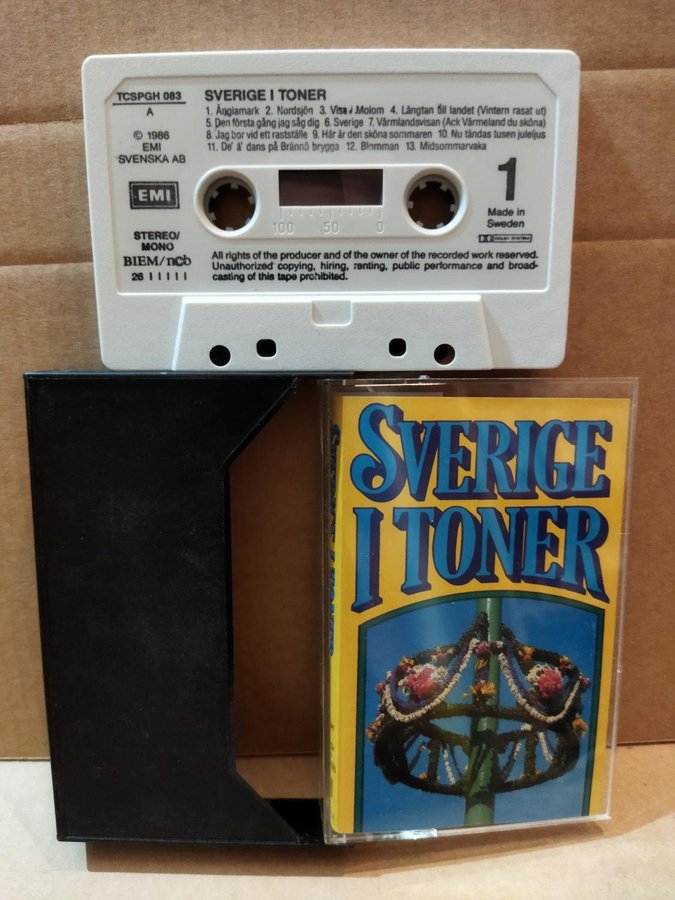 TCSPGH 083
A
SVERIGE I TONER
1. Änglamark 2. Nordsjön 3. Visa i Molom 4. Längtan till landet (Vintern rasat ut)
5. Den första gång jag såg dig 6. Sverige 7. Värmlandsvisan (Ack Värmeland du sköna)
8. Jag bor vid ett rastställe 9. Här är den sköna sommaren 10. Nu tändas tusen juleljus
11. De' ä' dans på Brännö brygga 12. Blomman 13. Midsommarvaka
© 1986
EMI
SVENSKA AB
EMI
STEREO/
MONO
BIEM/ncb
26 I I I I I
100 50 0
1
Made in
Sweden
DOLBY SYSTEM
All rights of the producer and of the owner of the recorded work reserved.
Unauthorized copying, hiring, renting, public performance and broad-
casting of this tape prohibited.
SVERIGE
I TONER
SVERIGE I TONER